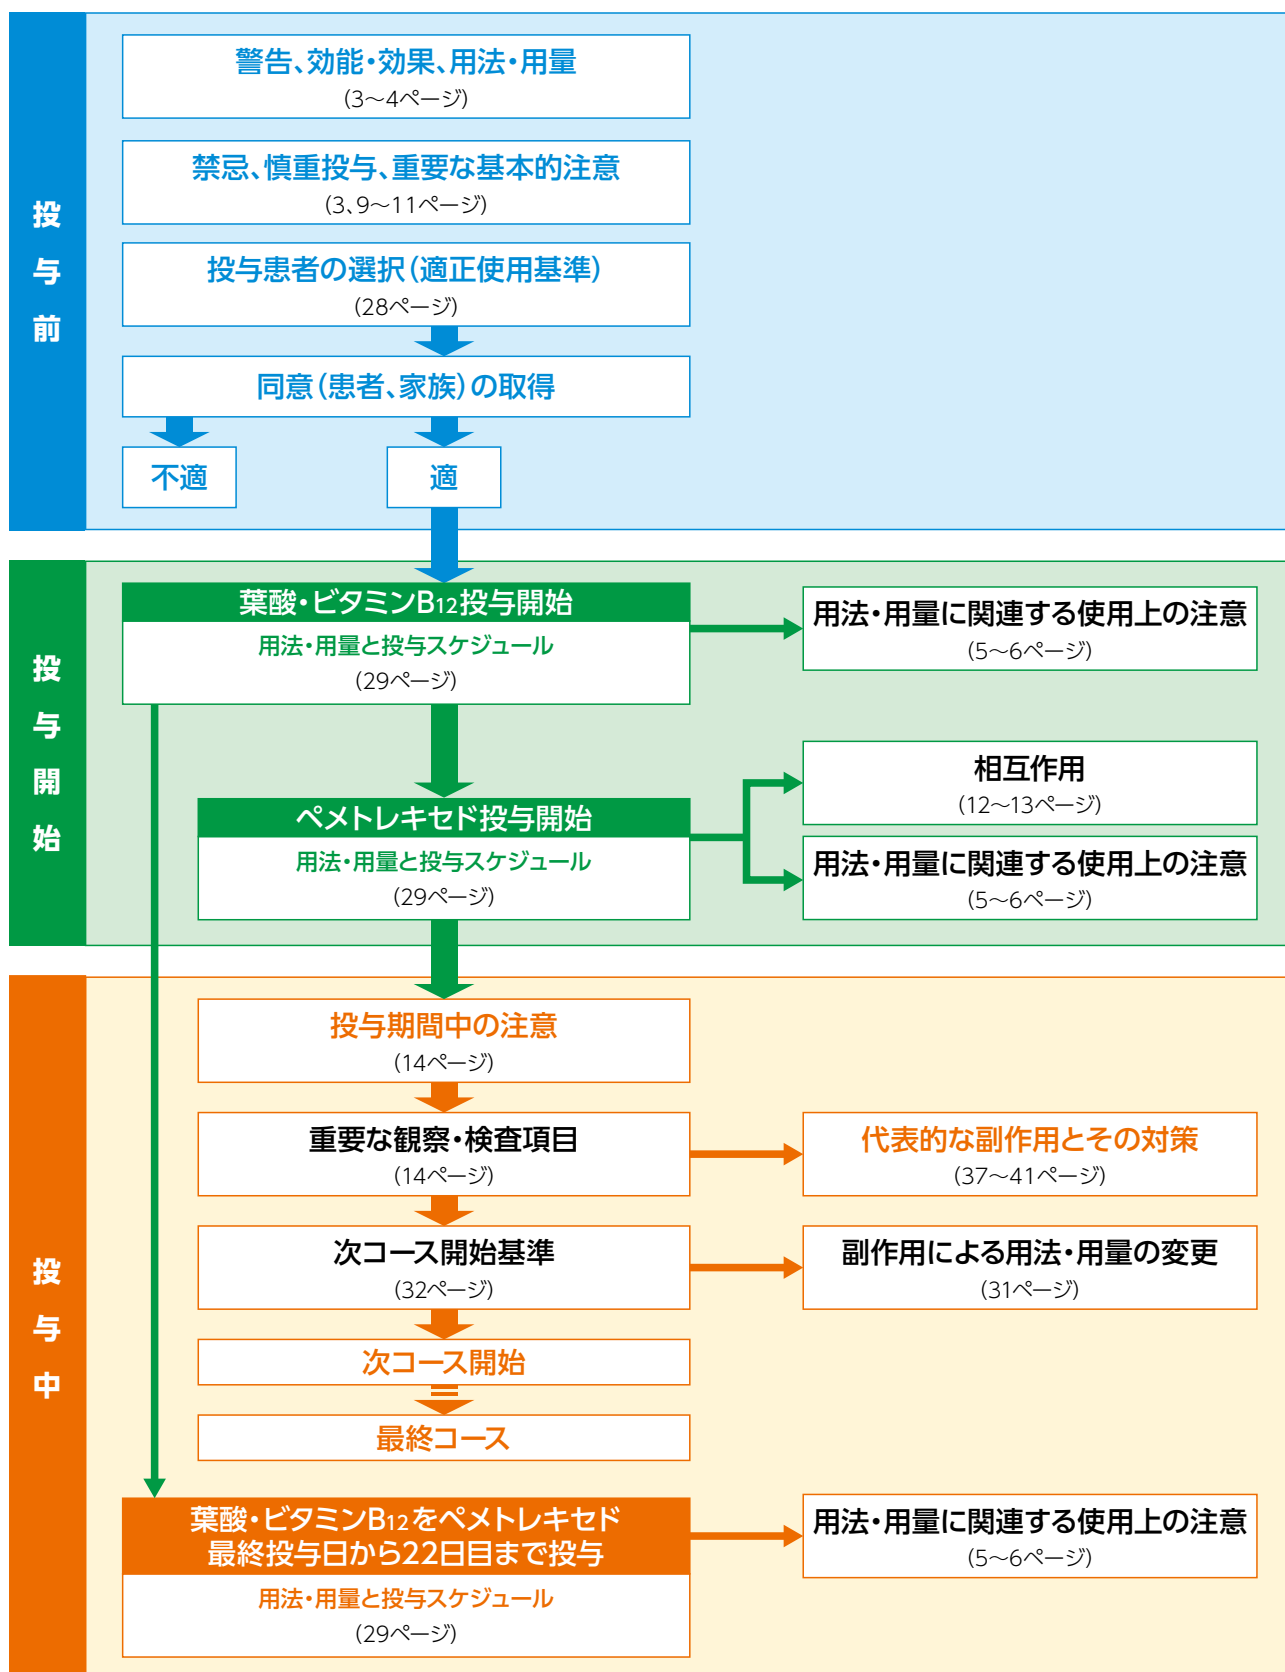 投与前
警告、効能・効果、用法・用量
(3～4ページ)
禁忌、慎重投与、重要な基本的注意
(3、9～11ページ)
投与患者の選択(適正使用基準)
(28ページ)
同意(患者、家族)の取得
不適
適
投与開始
葉酸・ビタミンB12投与開始
用法・用量と投与スケジュール
(29ページ)
用法・用量に関連する使用上の注意
(5～6ページ)
ペメトレキセド投与開始
用法・用量と投与スケジュール
(29ページ)
相互作用
(12～13ページ)
用法・用量に関連する使用上の注意
(5～6ページ)
投与中
投与期間中の注意
(14ページ)
重要な観察・検査項目
(14ページ)
代表的な副作用とその対策
(37～41ページ)
次コース開始基準
(32ページ)
副作用による用法・用量の変更
(31ページ)
次コース開始
最終コース
葉酸・ビタミンB12をペメトレキセド
最終投与日から22日目まで投与
用法・用量と投与スケジュール
(29ページ)
用法・用量に関連する使用上の注意
(5～6ページ)